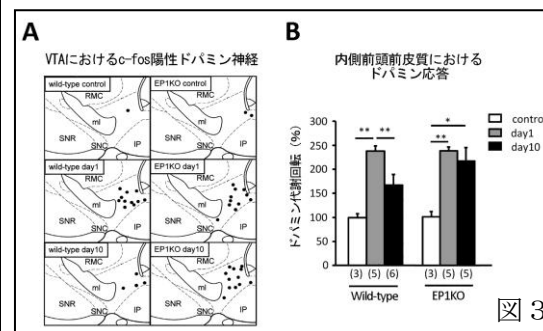 A
VTAにおけるc-fos陽性ドパミン神経
wild-type control
RMC
ml
SNR
SNC
IP
EP1KO control
RMC
ml
SNR
SNC
IP
wild-type day1
RMC
ml
SNR
SNC
IP
EP1KO day1
RMC
ml
SNR
SNC
IP
wild-type day10
RMC
ml
SNR
SNC
IP
EP1KO day10
RMC
ml
SNR
SNC
IP
B
内側前頭前皮質における
ドパミン応答
control
day1
day10
ドパミン代謝回転(%)
300
250
200
150
100
50
0
** **
*
**
(3) (5) (6) (3) (5) (5)
Wild-type EP1KO
図3